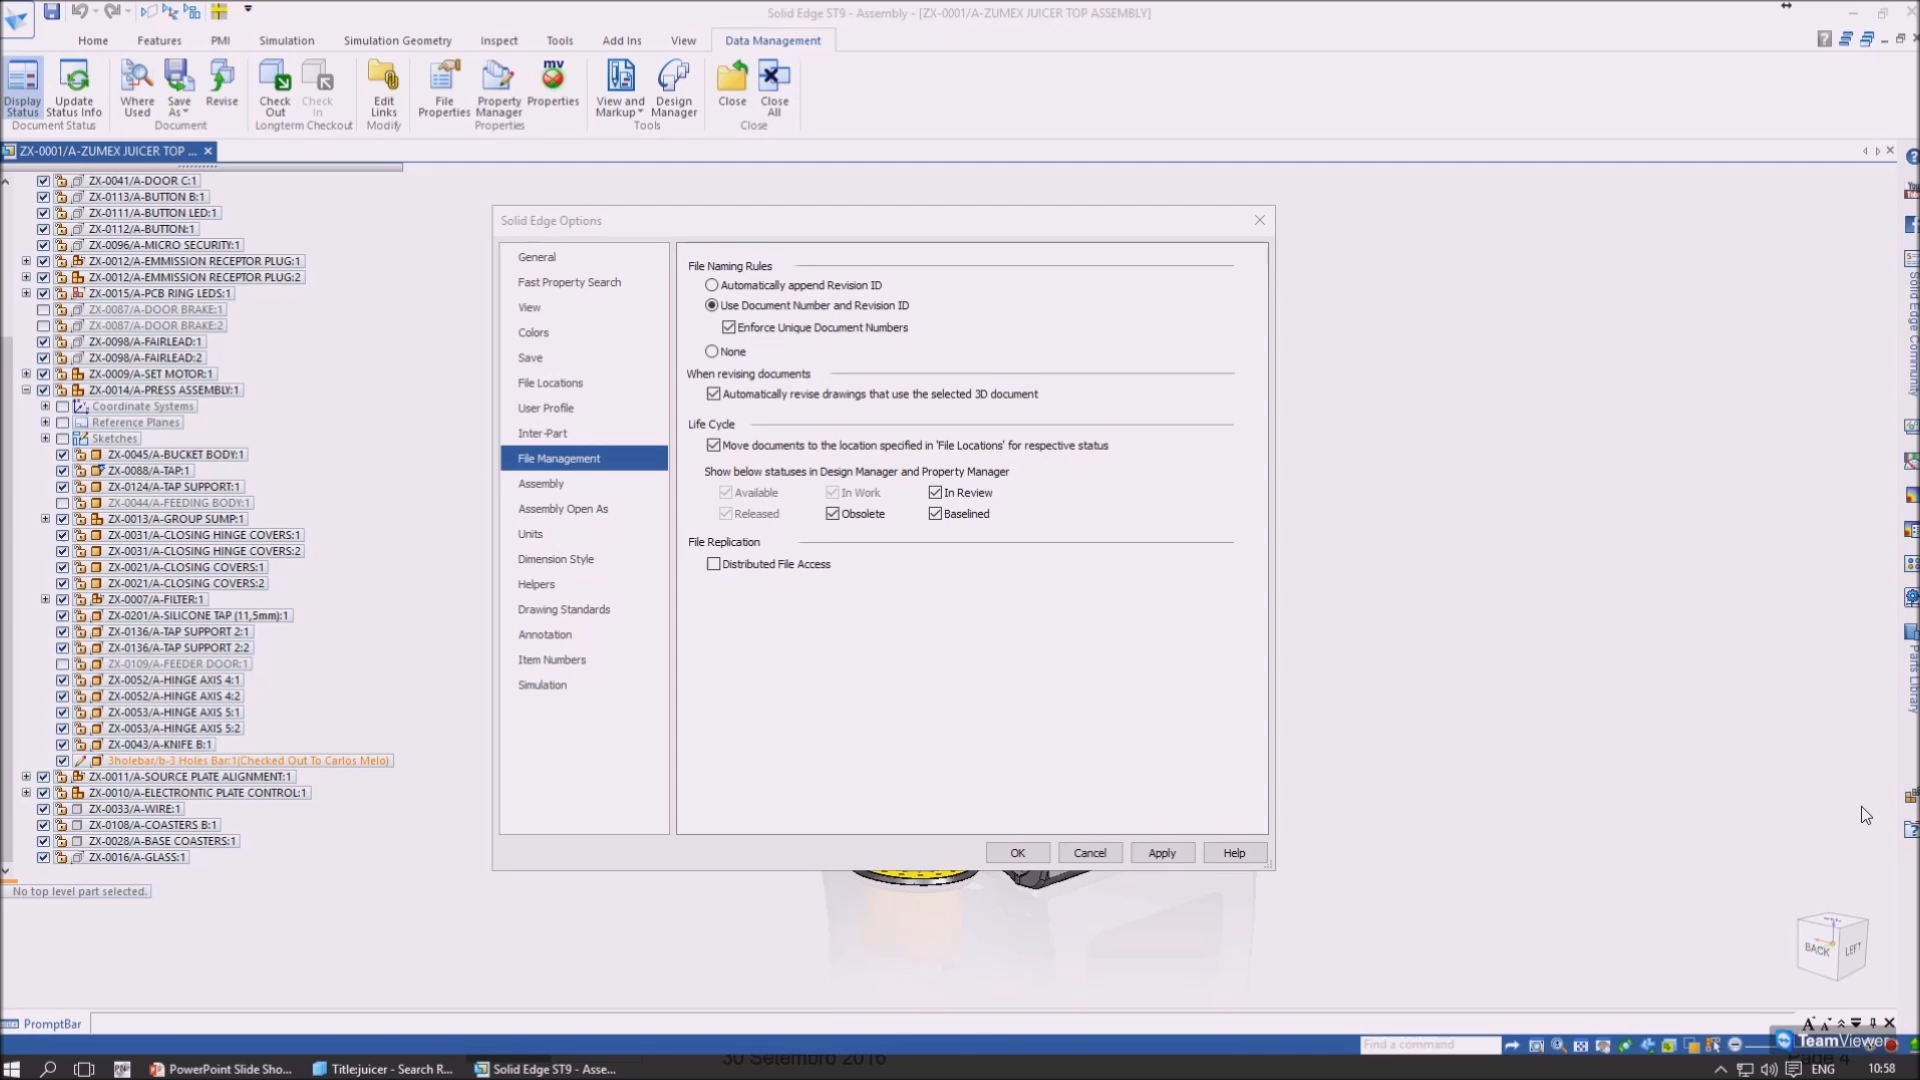 Solid Edge ST9 - Assembly - [ZX-0001/A-ZUMEX JUICER TOP ASSEMBLY]
Home Features PMI Simulation Simulation Geometry Inspect Tools Add Ins View Data Management
Display Status Update Status Info Where Used Save As Revise Check Out Check In Edit Links File Properties Property Manager Properties View and Markup Design Manager Close Close All
Document Status Document Longterm Checkout Modify Properties Tools Close
ZX-0001/A-ZUMEX JUICER TOP ...
ZX-0041/A-DOOR C:1
ZX-0113/A-BUTTON B:1
ZX-0111/A-BUTTON LED:1
ZX-0112/A-BUTTON:1
ZX-0096/A-MICRO SECURITY:1
ZX-0012/A-EMMISSION RECEPTOR PLUG:1
ZX-0012/A-EMMISSION RECEPTOR PLUG:2
ZX-0015/A-PCB RING LEDS:1
ZX-0087/A-DOOR BRAKE:1
ZX-0087/A-DOOR BRAKE:2
ZX-0098/A-FAIRLEAD:1
ZX-0098/A-FAIRLEAD:2
ZX-0009/A-SET MOTOR:1
ZX-0014/A-PRESS ASSEMBLY:1
Coordinate Systems
Reference Planes
Sketches
ZX-0045/A-BUCKET BODY:1
ZX-0088/A-TAP:1
ZX-0124/A-TAP SUPPORT:1
ZX-0044/A-FEEDING BODY:1
ZX-0013/A-GROUP SUMP:1
ZX-0031/A-CLOSING HINGE COVERS:1
ZX-0031/A-CLOSING HINGE COVERS:2
ZX-0021/A-CLOSING COVERS:1
ZX-0021/A-CLOSING COVERS:2
ZX-0007/A-FILTER:1
ZX-0201/A-SILICONE TAP (11,5mm):1
ZX-0136/A-TAP SUPPORT 2:1
ZX-0136/A-TAP SUPPORT 2:2
ZX-0109/A-FEEDER DOOR:1
ZX-0052/A-HINGE AXIS 4:1
ZX-0052/A-HINGE AXIS 4:2
ZX-0053/A-HINGE AXIS 5:1
ZX-0053/A-HINGE AXIS 5:2
ZX-0043/A-KNIFE B:1
3holebar/b-3 Holes Bar:1(Checked Out To Carlos Melo)
ZX-0011/A-SOURCE PLATE ALIGNMENT:1
ZX-0010/A-ELECTRONTIC PLATE CONTROL:1
ZX-0033/A-WIRE:1
ZX-0108/A-COASTERS B:1
ZX-0028/A-BASE COASTERS:1
ZX-0016/A-GLASS:1
No top level part selected.
Solid Edge Options
General
Fast Property Search
View
Colors
Save
File Locations
User Profile
Inter-Part
File Management
Assembly
Assembly Open As
Units
Dimension Style
Helpers
Drawing Standards
Annotation
Item Numbers
Simulation
File Naming Rules
Automatically append Revision ID
Use Document Number and Revision ID
Enforce Unique Document Numbers
None
When revising documents
Automatically revise drawings that use the selected 3D document
Life Cycle
Move documents to the location specified in 'File Locations' for respective status
Show below statuses in Design Manager and Property Manager
Available In Work In Review
Released Obsolete Baselined
File Replication
Distributed File Access
OK Cancel Apply Help
Solid Edge Community
Parts Library
BACK LEFT
PromptBar
Find a command
TeamViewer
30 Setembro 2016
Page 4
PowerPoint Slide Sho... Title:juicer - Search R... Solid Edge ST9 - Asse... ENG 10:58